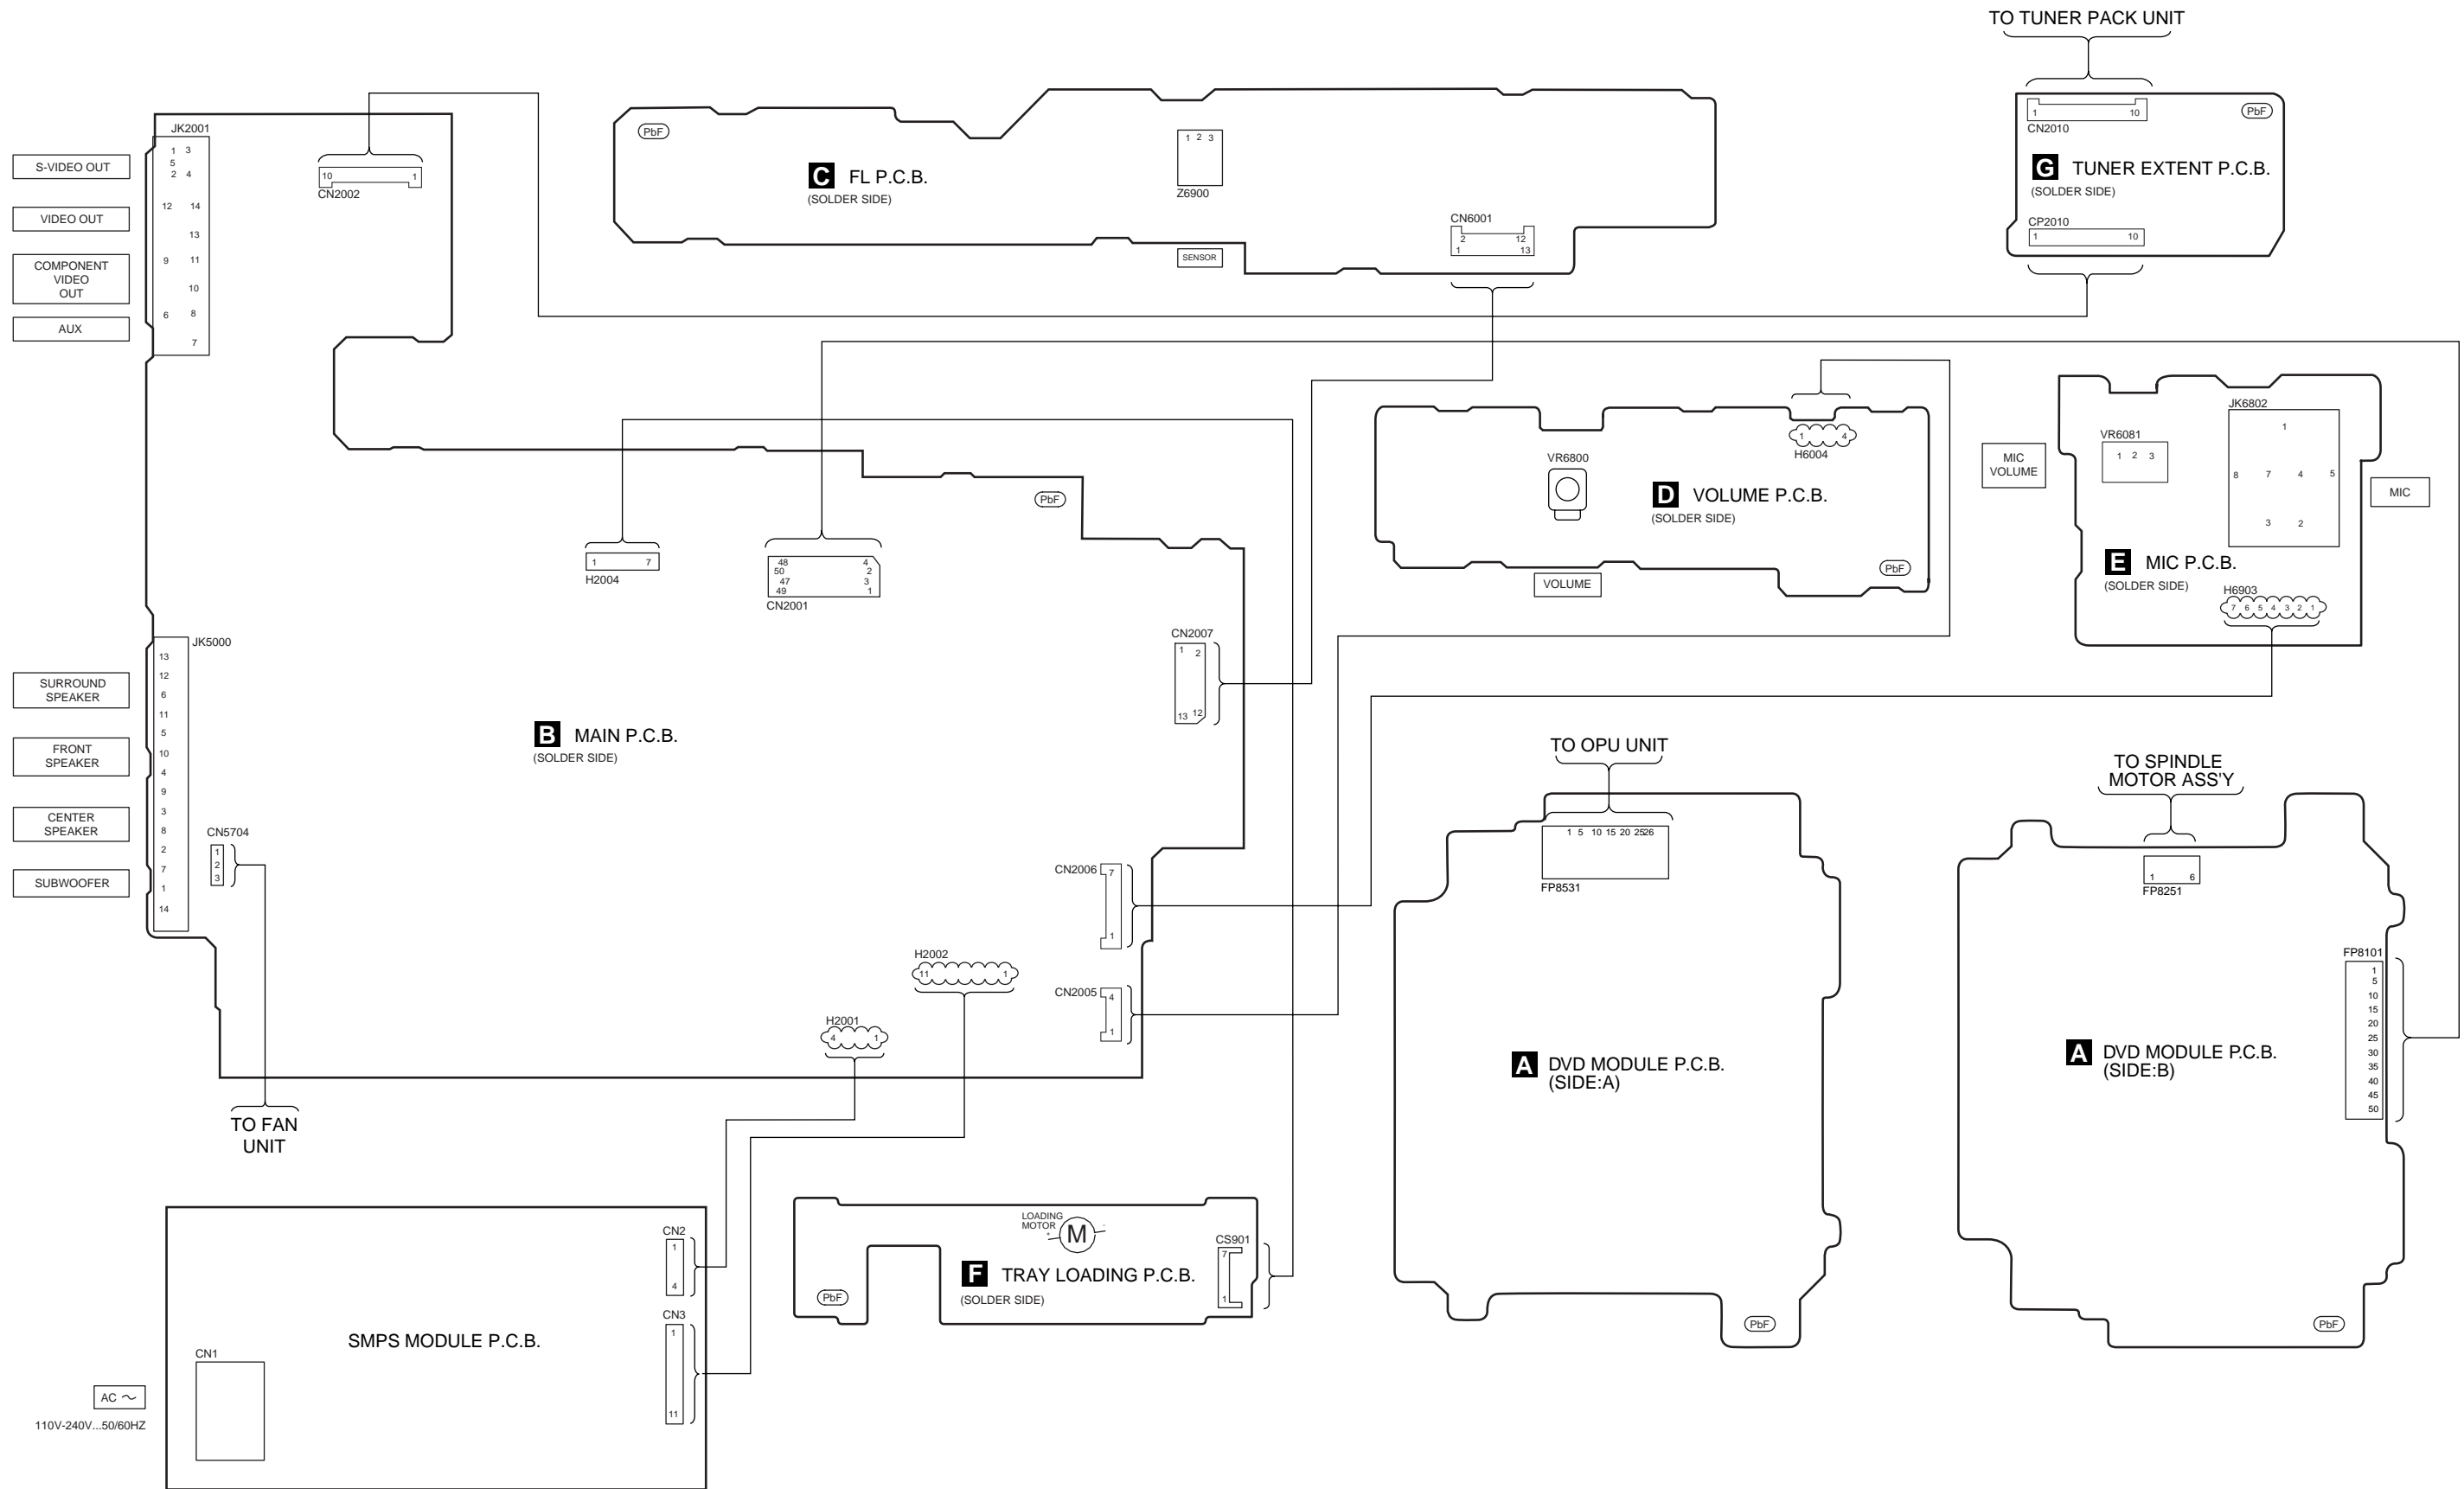 TO TUNER PACK UNIT
1 10
CN2010
PbF
G TUNER EXTENT P.C.B.
(SOLDER SIDE)
CP2010
1 10
JK2001
1 3
5
2 4
12 14
13
9 11
10
6 8
7
S-VIDEO OUT
VIDEO OUT
COMPONENT
VIDEO
OUT
AUX
10 1
CN2002
PbF
C FL P.C.B.
(SOLDER SIDE)
1 2 3
Z6900
SENSOR
CN6001
2 12
1 13
PbF
1 7
H2004
48 4
50 2
47 3
49 1
CN2001
1 4
H6004
VR6800
D VOLUME P.C.B.
(SOLDER SIDE)
VOLUME
PbF
MIC
VOLUME
VR6081
1 2 3
JK6802
1
8 7 4 5
3 2
MIC
E MIC P.C.B.
(SOLDER SIDE)
H6903
7 6 5 4 3 2 1
JK5000
13
12
6
11
5
10
4
9
3
8
2
7
1
14
SURROUND
SPEAKER
FRONT
SPEAKER
CENTER
SPEAKER
SUBWOOFER
B MAIN P.C.B.
(SOLDER SIDE)
CN2007
1 2
13 12
CN5704
1
2
3
TO FAN
UNIT
CN2006
7
1
CN2005
4
1
H2002
11 1
H2001
4 1
TO OPU UNIT
1 5 10 15 20 2526
FP8531
A DVD MODULE P.C.B.
(SIDE:A)
PbF
TO SPINDLE
MOTOR ASS'Y
1 6
FP8251
FP8101
1
5
10
15
20
25
30
35
40
45
50
A DVD MODULE P.C.B.
(SIDE:B)
PbF
CN2
1
4
CN3
1
11
SMPS MODULE P.C.B.
CN1
AC ～
110V-240V...50/60HZ
LOADING
MOTOR
+ M -
CS901
7
1
F TRAY LOADING P.C.B.
(SOLDER SIDE)
PbF